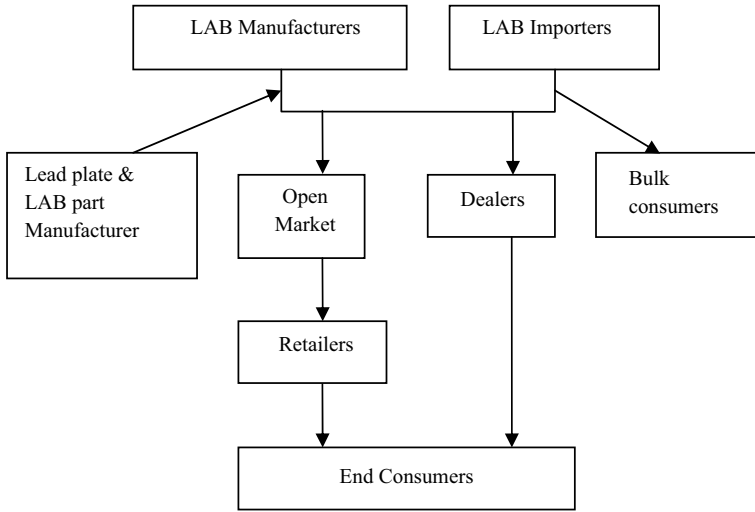 LAB Manufacturers
LAB Importers
Lead plate &
LAB part
Manufacturer
Open
Market
Dealers
Bulk
consumers
Retailers
End Consumers